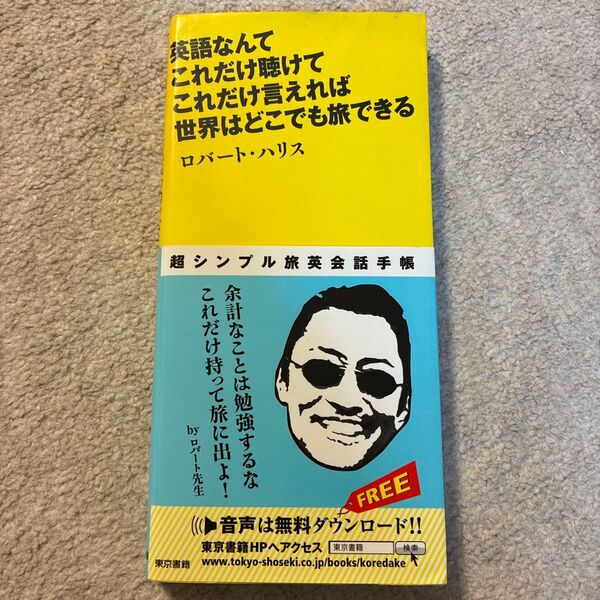 英語なんて
これだけ聴けて
これだけ言えれば
世界はどこでも旅できる
ロバート・ハリス
超シンプル旅英会話手帳
余計なことは勉強するな
これだけ持って旅に出よ！
by ロバート先生
FREE
音声は無料ダウンロード!!
東京書籍HPへアクセス 東京書籍 検索
www.tokyo-shoseki.co.jp/books/koredake
東京書籍